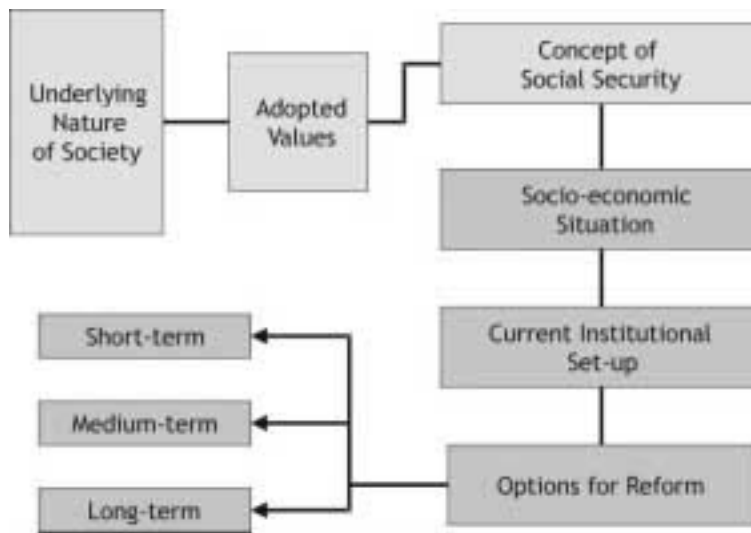 Underlying
Nature
of Society
Adopted
Values
Concept of
Social Security
Socio-economic
Situation
Current Institutional
Set-up
Options for Reform
Short-term
Medium-term
Long-term